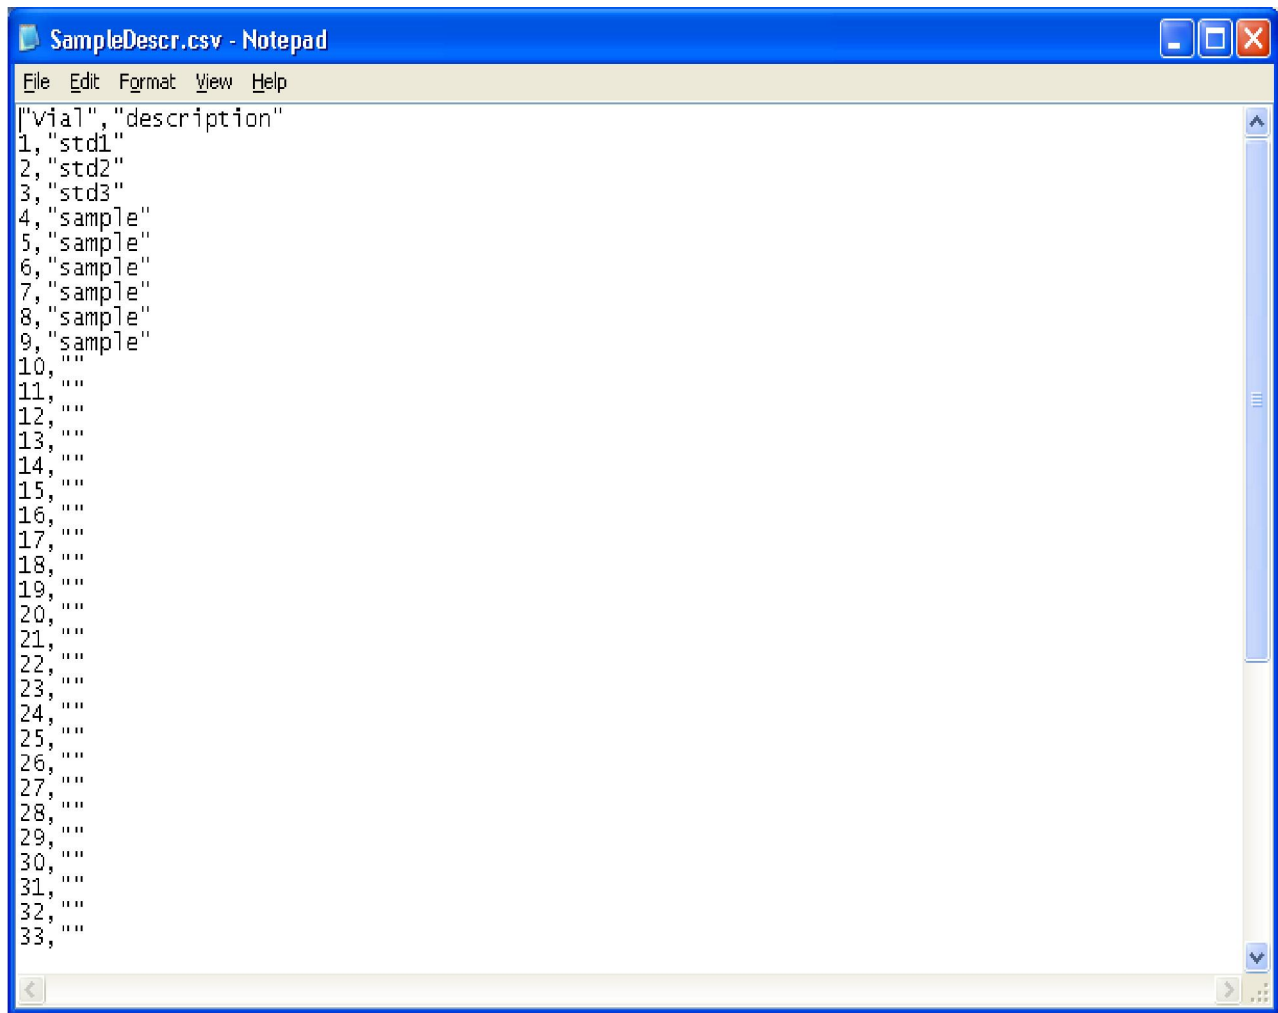 SampleDescr.csv - Notepad
File Edit Format View Help
"Vial","description"
1,"std1"
2,"std2"
3,"std3"
4,"sample"
5,"sample"
6,"sample"
7,"sample"
8,"sample"
9,"sample"
10,""
11,""
12,""
13,""
14,""
15,""
16,""
17,""
18,""
19,""
20,""
21,""
22,""
23,""
24,""
25,""
26,""
27,""
28,""
29,""
30,""
31,""
32,""
33,""